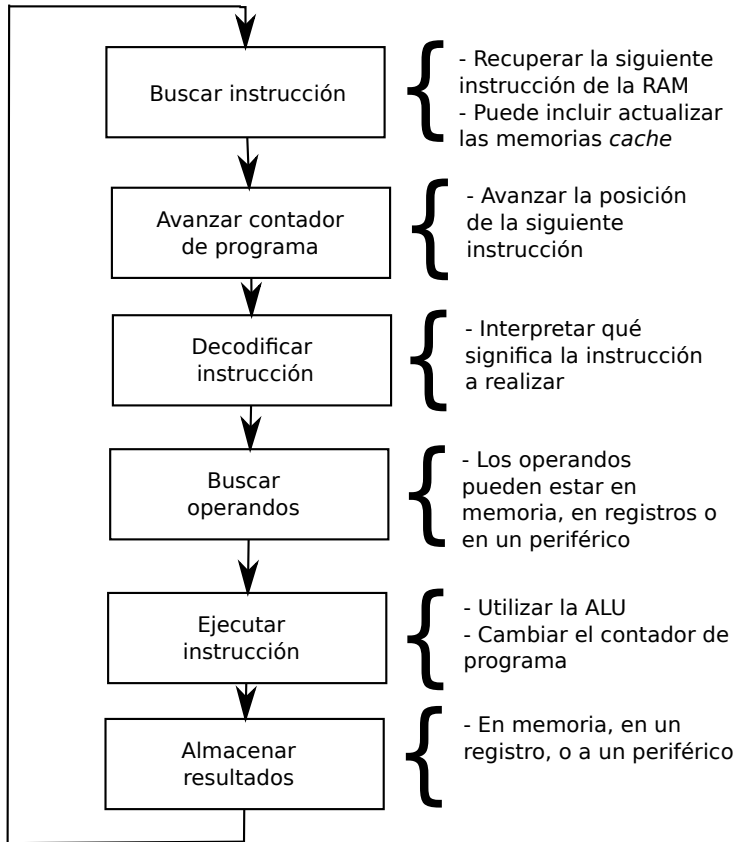 Buscar instrucción
- Recuperar la siguiente
instrucción de la RAM
- Puede incluir actualizar
las memorias cache
Avanzar contador
de programa
- Avanzar la posición
de la siguiente
instrucción
Decodificar
instrucción
- Interpretar qué
significa la instrucción
a realizar
Buscar
operandos
- Los operandos
pueden estar en
memoria, en registros o
en un periférico
Ejecutar
instrucción
- Utilizar la ALU
- Cambiar el contador de
programa
Almacenar
resultados
- En memoria, en un
registro, o a un periférico